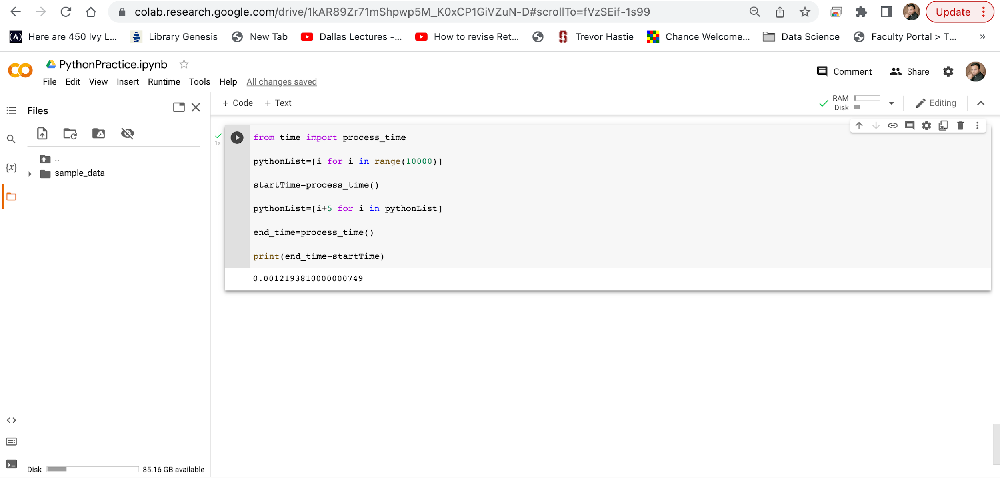 colab.research.google.com/drive/1kAR89Zr71mShpwp5M_K0xCP1GiVZuN-D#scrollTo=fVzSEif-1s99
Update
Here are 450 Ivy L... Library Genesis New Tab Dallas Lectures -... How to revise Ret... Trevor Hastie Chance Welcome... Data Science Faculty Portal > T... »
PythonPractice.ipynb
File Edit View Insert Runtime Tools Help All changes saved
Comment Share
Files
+ Code + Text
RAM
Disk
Editing
{x}
..
sample_data
1s
from time import process_time
pythonList=[i for i in range(10000)]
startTime=process_time()
pythonList=[i+5 for i in pythonList]
end_time=process_time()
print(end_time-startTime)
0.0012193810000000749
Disk 85.16 GB available